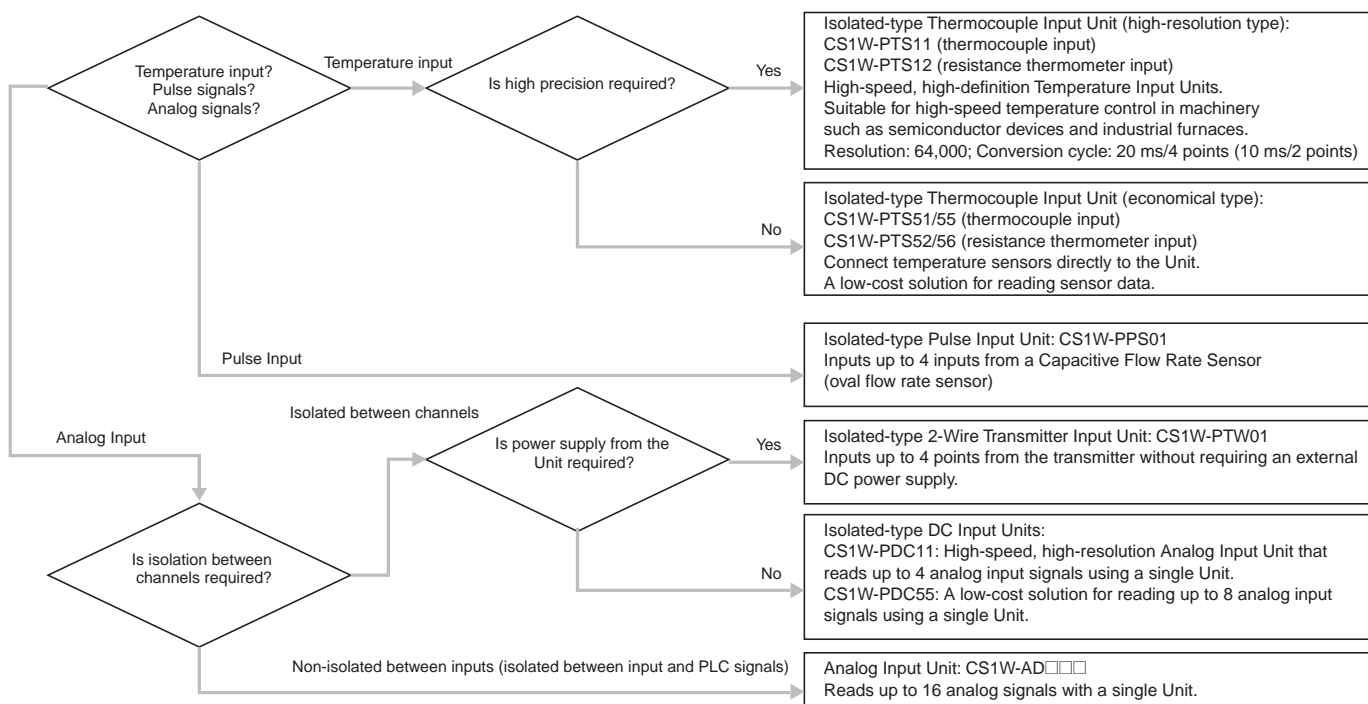 Temperature input?
Pulse signals?
Analog signals?
Temperature input
Is high precision required?
Yes
Isolated-type Thermocouple Input Unit (high-resolution type):
CS1W-PTS11 (thermocouple input)
CS1W-PTS12 (resistance thermometer input)
High-speed, high-definition Temperature Input Units.
Suitable for high-speed temperature control in machinery
such as semiconductor devices and industrial furnaces.
Resolution: 64,000; Conversion cycle: 20 ms/4 points (10 ms/2 points)
No
Isolated-type Thermocouple Input Unit (economical type):
CS1W-PTS51/55 (thermocouple input)
CS1W-PTS52/56 (resistance thermometer input)
Connect temperature sensors directly to the Unit.
A low-cost solution for reading sensor data.
Pulse Input
Isolated-type Pulse Input Unit: CS1W-PPS01
Inputs up to 4 inputs from a Capacitive Flow Rate Sensor
(oval flow rate sensor)
Analog Input
Is isolation between
channels required?
Isolated between channels
Is power supply from the
Unit required?
Yes
Isolated-type 2-Wire Transmitter Input Unit: CS1W-PTW01
Inputs up to 4 points from the transmitter without requiring an external
DC power supply.
No
Isolated-type DC Input Units:
CS1W-PDC11: High-speed, high-resolution Analog Input Unit that
reads up to 4 analog input signals using a single Unit.
CS1W-PDC55: A low-cost solution for reading up to 8 analog input
signals using a single Unit.
Non-isolated between inputs (isolated between input and PLC signals)
Analog Input Unit: CS1W-AD□□□
Reads up to 16 analog signals with a single Unit.